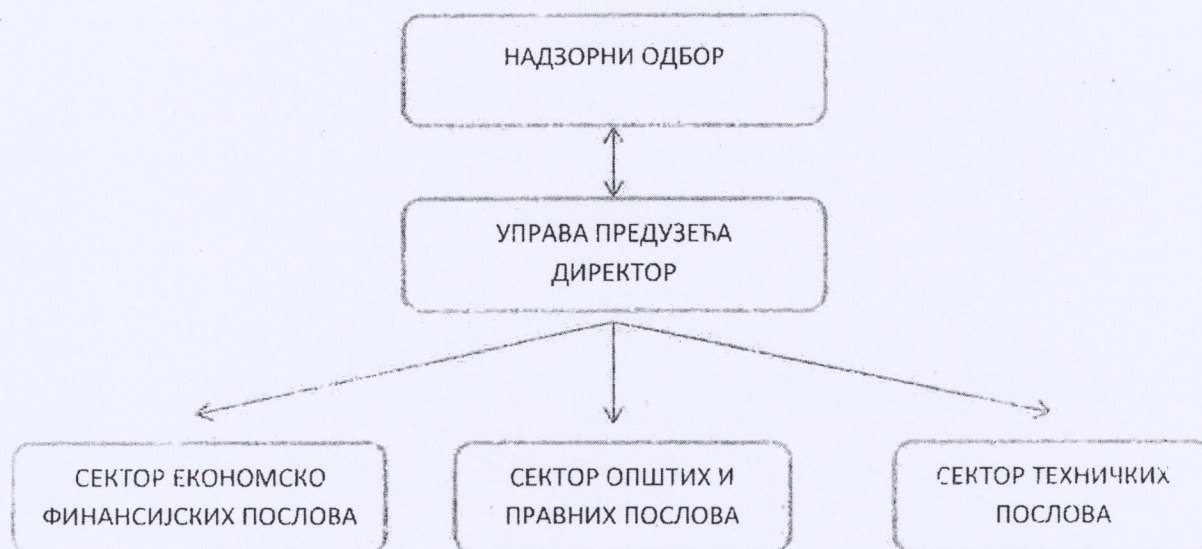 НАДЗОРНИ ОДБОР
УПРАВА ПРЕДУЗЕЋА
ДИРЕКТОР
СЕКТОР ЕКОНОМСКО
ФИНАНСИЈСКИХ ПОСЛОВА
СЕКТОР ОПШТИХ И
ПРАВНИХ ПОСЛОВА
СЕКТОР ТЕХНИЧКИХ
ПОСЛОВА